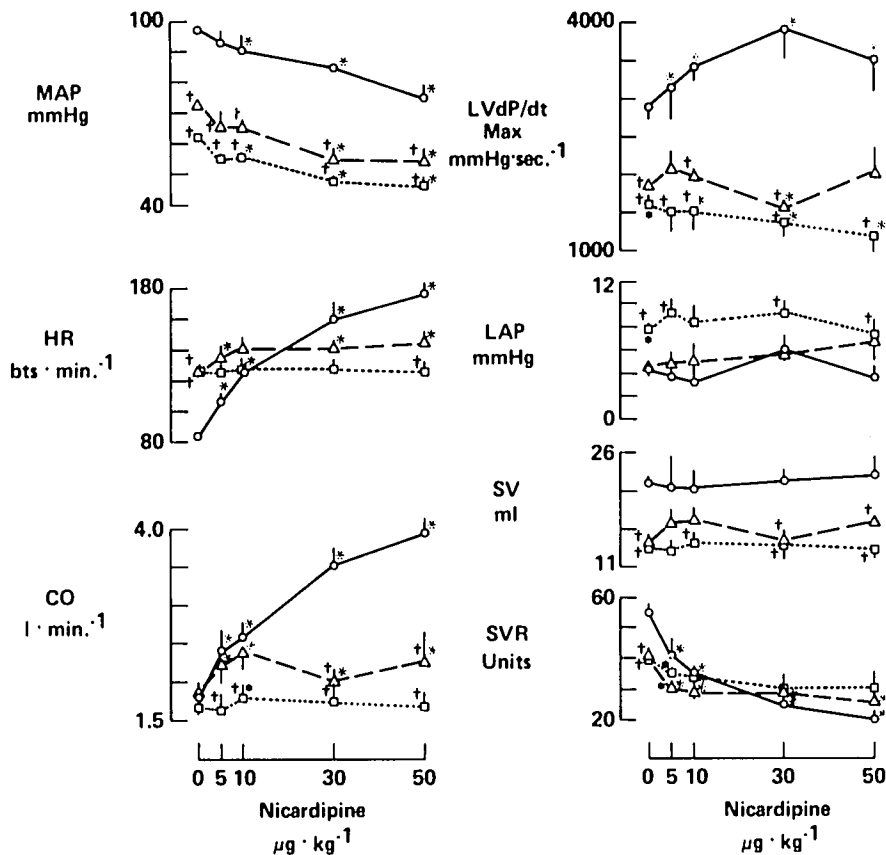 100
MAP
mmHg
40
180
HR
bts · min.-1
80
4.0
CO
l · min.-1
1.5
0 5 10 30 50
Nicardipine
µg · kg-1
4000
LVdP/dt
Max
mmHg·sec.-1
1000
12
LAP
mmHg
0
26
SV
ml
11
60
SVR
Units
20
0 5 10 30 50
Nicardipine
µg · kg-1